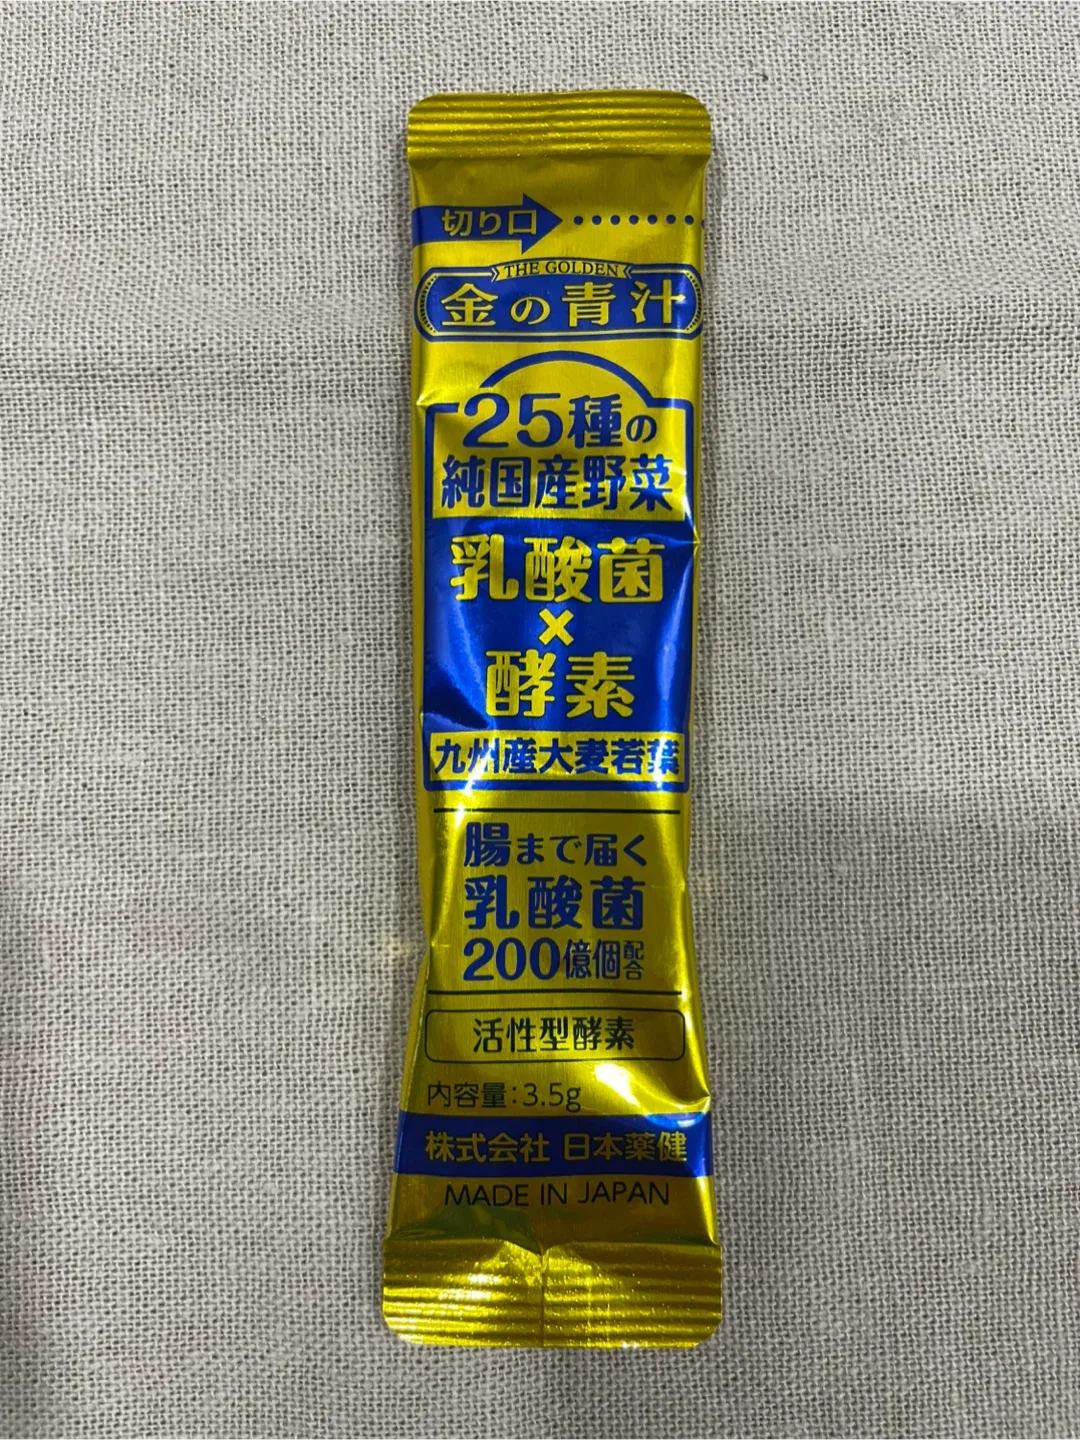 切り口
THE GOLDEN
金の青汁
25種の
純国産野菜
乳酸菌
×
酵素
九州産大麦若葉
腸まで届く
乳酸菌
200億個配合
活性型酵素
内容量:3.5g
株式会社 日本薬健
MADE IN JAPAN